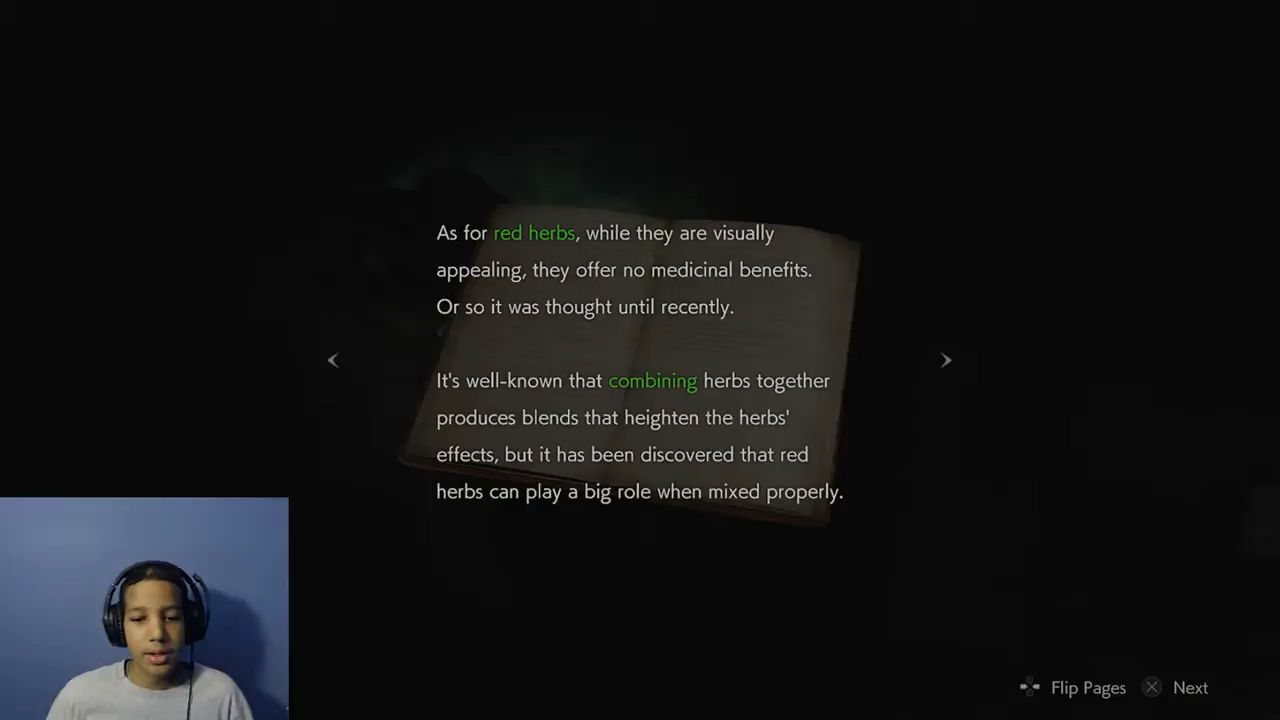 As for red herbs, while they are visually
appealing, they offer no medicinal benefits.
Or so it was thought until recently.
It's well-known that combining herbs together
produces blends that heighten the herbs'
effects, but it has been discovered that red
herbs can play a big role when mixed properly.
Flip Pages Next